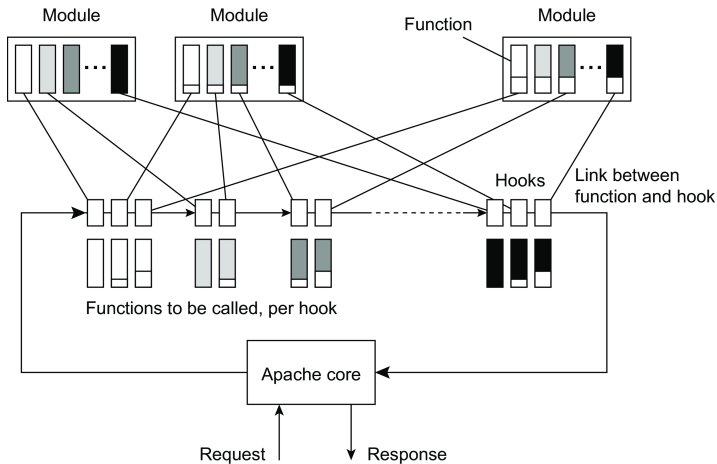 Module
Module
Module
Function
Hooks
Link between
function and hook
Functions to be called, per hook
Apache core
Request
Response